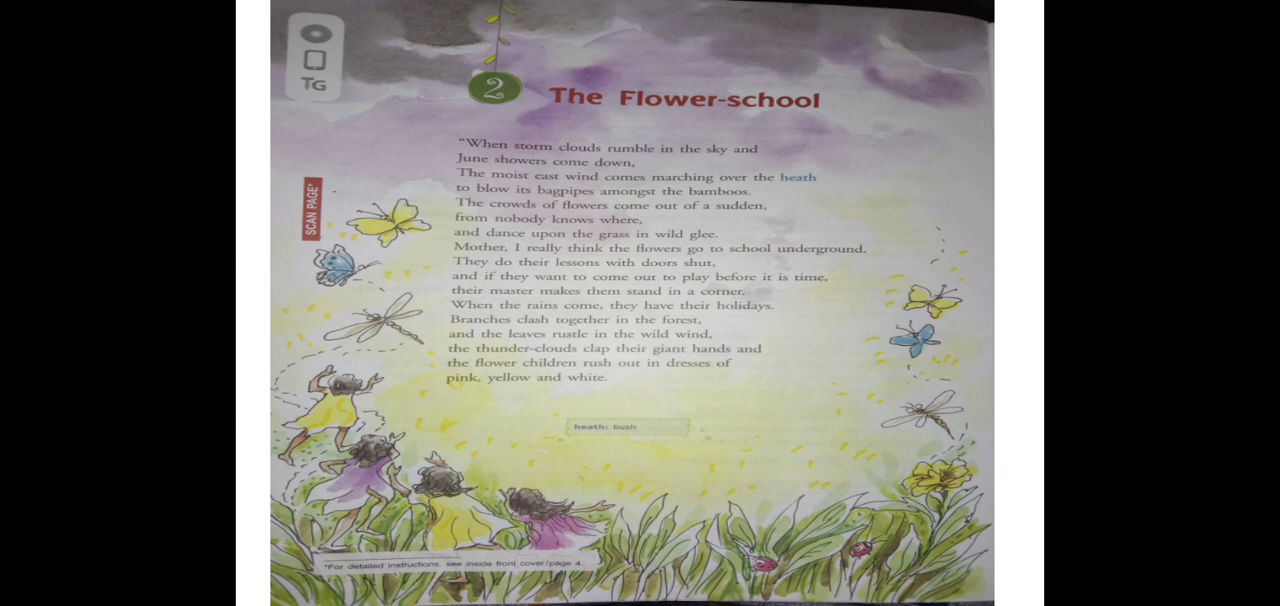 TG
2
The Flower-school
SCAN PAGE*
"When storm clouds rumble in the sky and
June showers come down,
The moist east wind comes marching over the heath
to blow its bagpipes amongst the bamboos.
The crowds of flowers come out of a sudden,
from nobody knows where,
and dance upon the grass in wild glee.
Mother, I really think the flowers go to school underground.
They do their lessons with doors shut,
and if they want to come out to play before it is time,
their master makes them stand in a corner.
When the rains come, they have their holidays.
Branches clash together in the forest,
and the leaves rustle in the wild wind,
the thunder-clouds clap their giant hands and
the flower children rush out in dresses of
pink, yellow and white.
heath: bush
*For detailed instructions, see inside front cover/page 4.